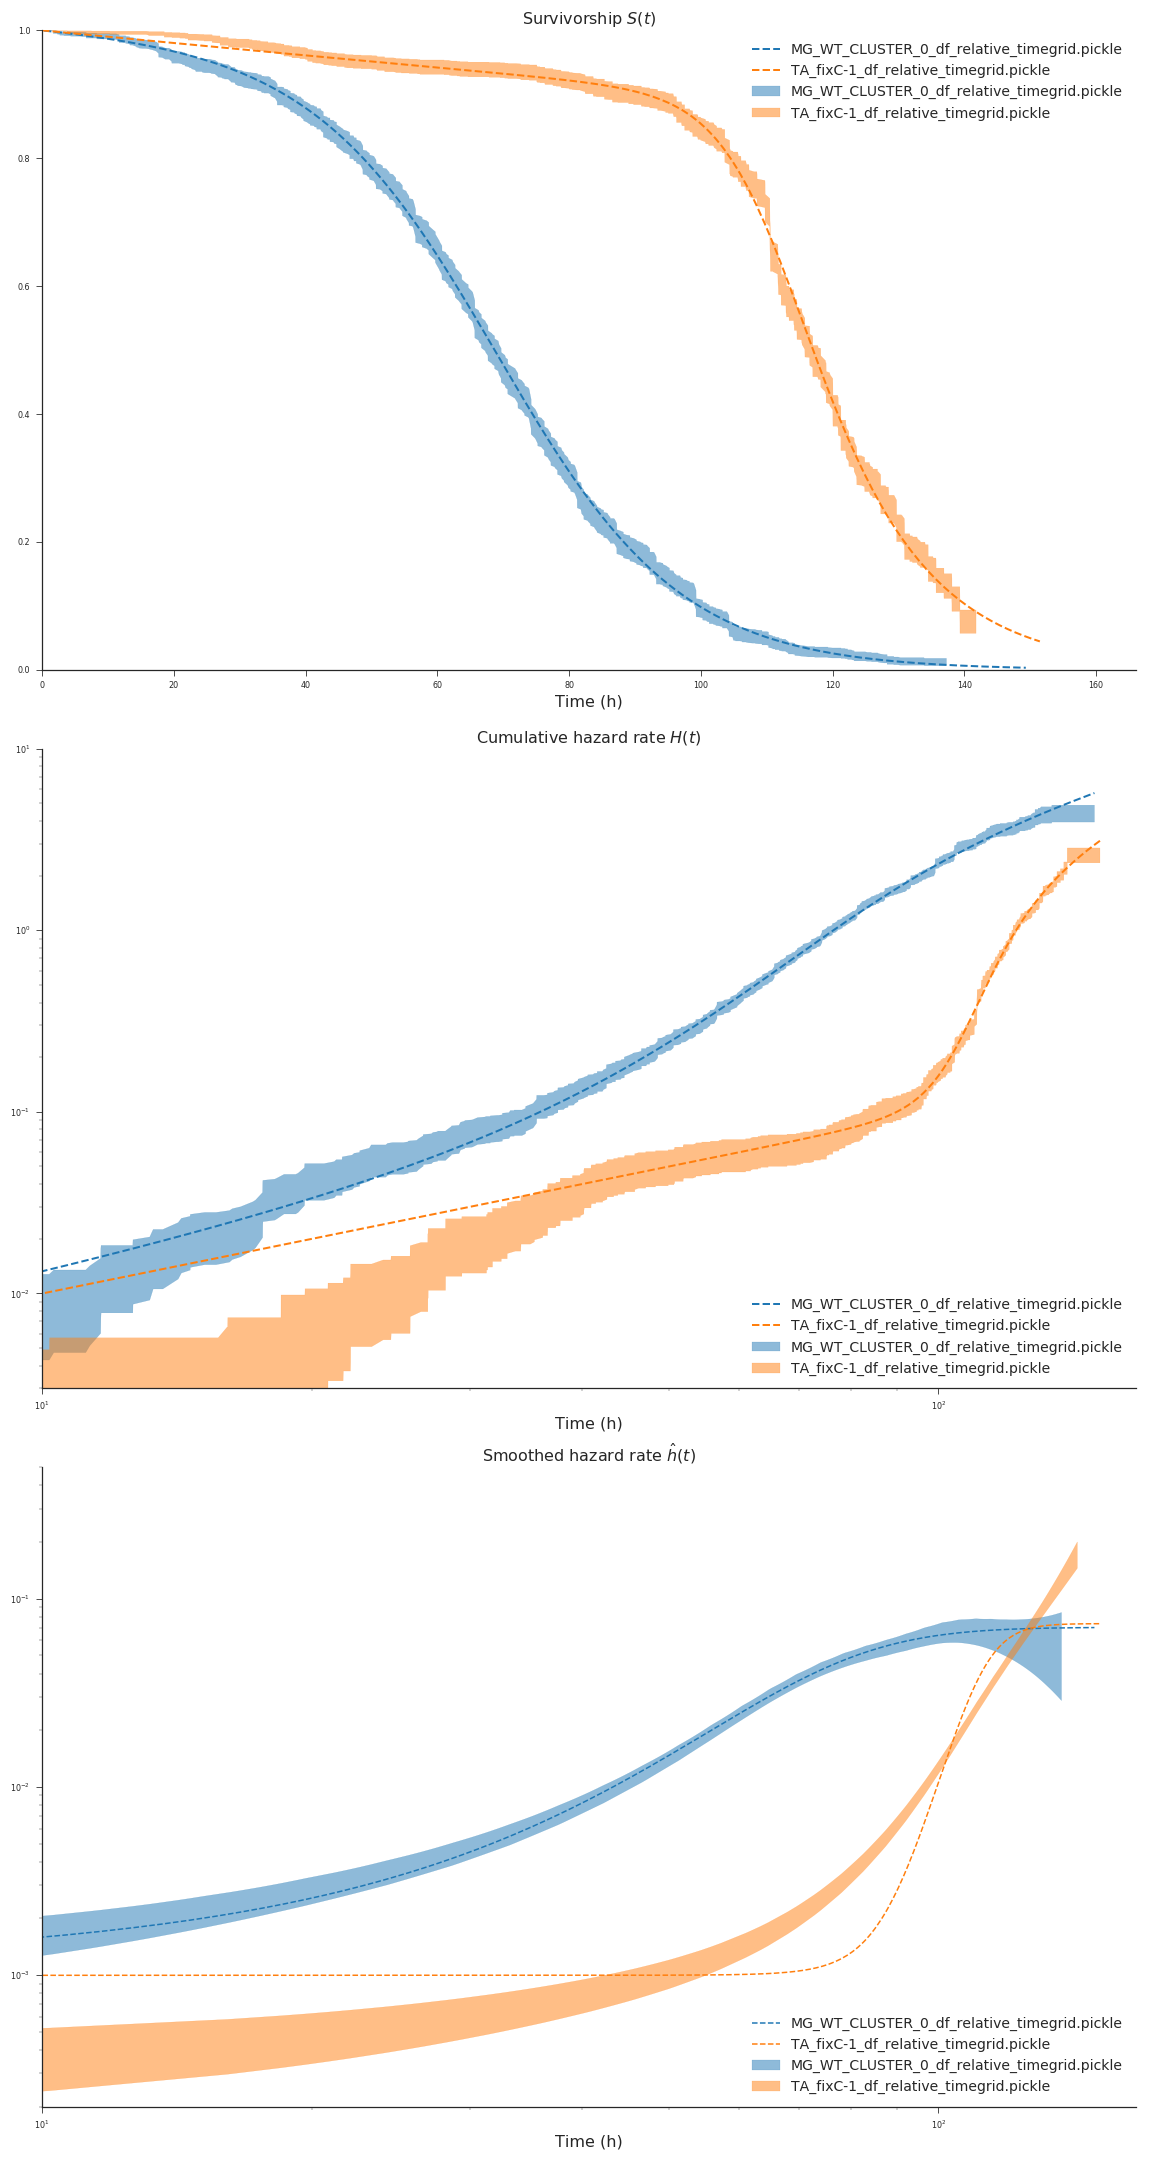 Survivorship S(t)
1.0
0.8
0.6
0.4
0.2
0.0
MG_WT_CLUSTER_0_df_relative_timegrid.pickle
TA_fixC-1_df_relative_timegrid.pickle
MG_WT_CLUSTER_0_df_relative_timegrid.pickle
TA_fixC-1_df_relative_timegrid.pickle
0 20 40 60 80 100 120 140 160
Time (h)
Cumulative hazard rate H(t)
10¹
10⁰
10⁻¹
10⁻²
MG_WT_CLUSTER_0_df_relative_timegrid.pickle
TA_fixC-1_df_relative_timegrid.pickle
MG_WT_CLUSTER_0_df_relative_timegrid.pickle
TA_fixC-1_df_relative_timegrid.pickle
10¹ 10²
Time (h)
Smoothed hazard rate ĥ(t)
10⁻¹
10⁻²
10⁻³
MG_WT_CLUSTER_0_df_relative_timegrid.pickle
TA_fixC-1_df_relative_timegrid.pickle
MG_WT_CLUSTER_0_df_relative_timegrid.pickle
TA_fixC-1_df_relative_timegrid.pickle
10¹ 10²
Time (h)